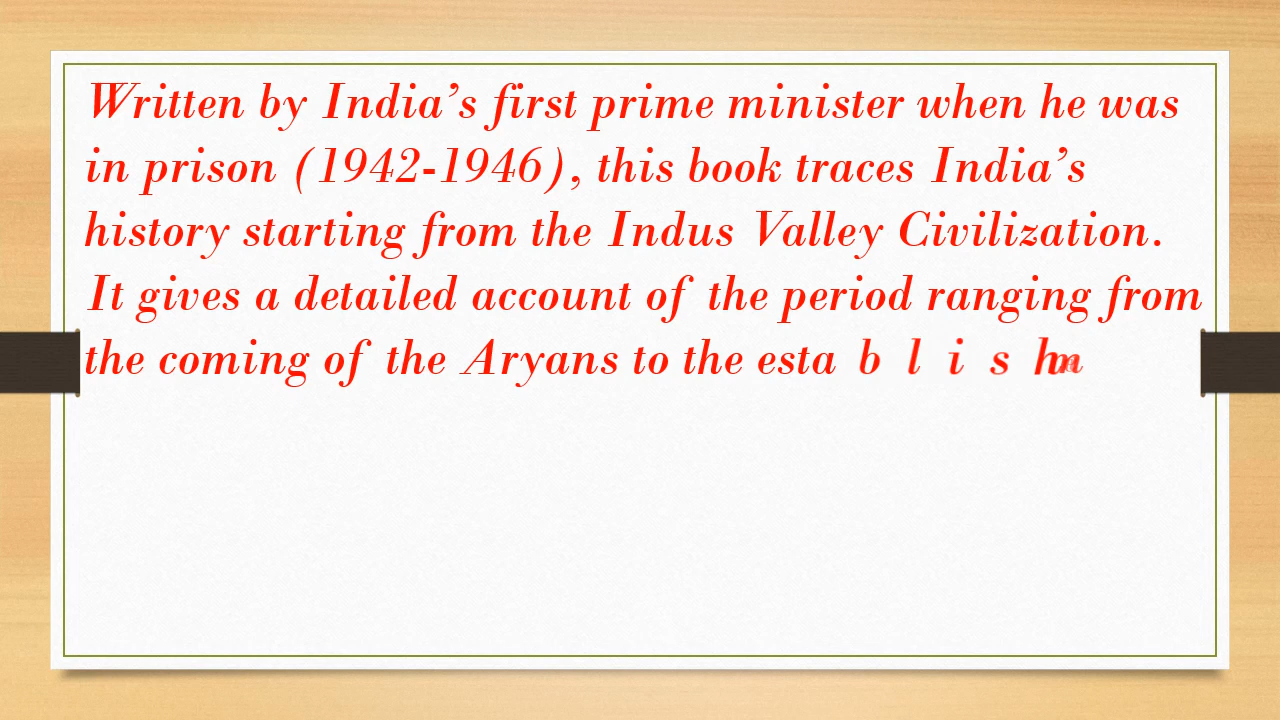 Written by India’s first prime minister when he was
in prison (1942-1946), this book traces India’s
history starting from the Indus Valley Civilization.
It gives a detailed account of the period ranging from
the coming of the Aryans to the esta b l i s h